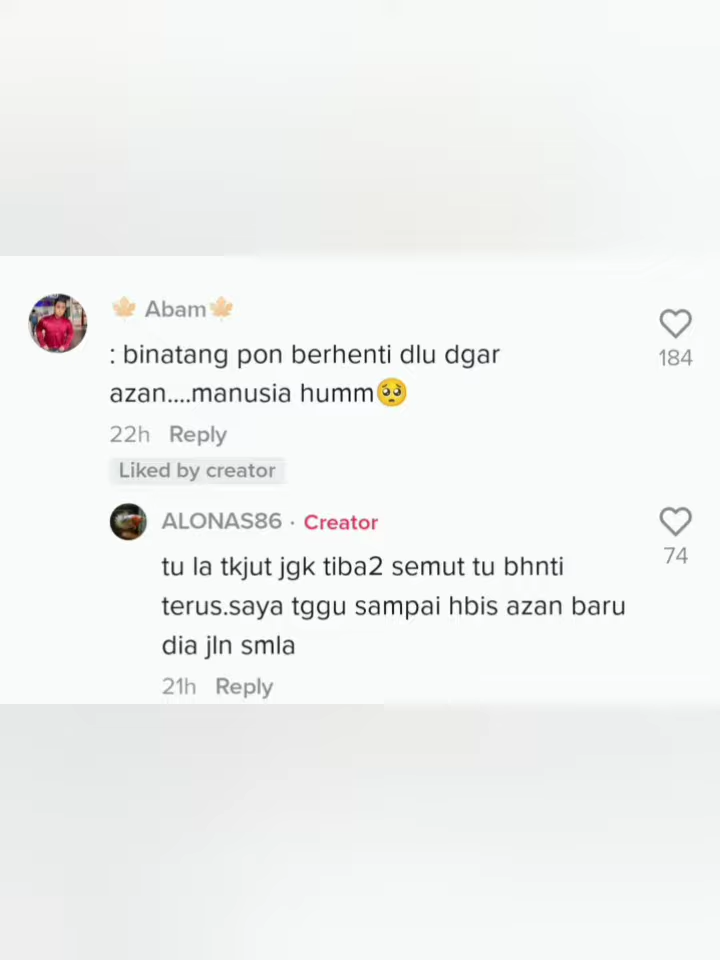 🍁 Abam🍁
: binatang pon berhenti dlu dgar
azan....manusia humm🥺
184
22h Reply
Liked by creator
ALONAS86 · Creator
tu la tkjut jgk tiba2 semut tu bhnti
terus.saya tggu sampai hbis azan baru
dia jln smla
74
21h Reply